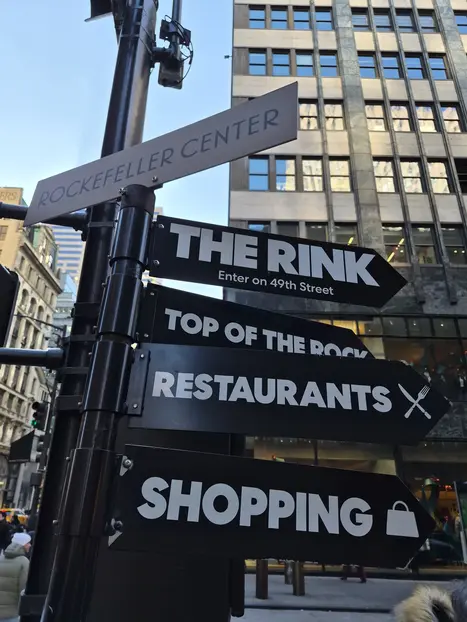 ROCKEFELLER CENTER
THE RINK
Enter on 49th Street
TOP OF THE ROCK
RESTAURANTS
SHOPPING